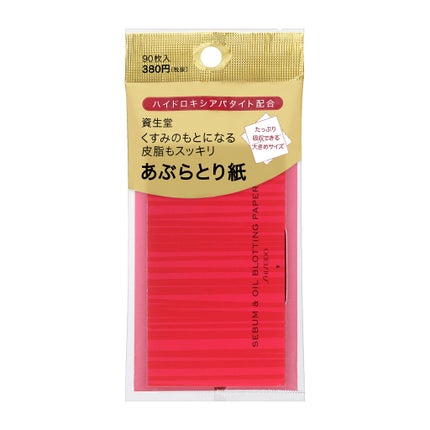 90枚入
380円(税抜)
ハイドロキシアパタイト配合
資生堂
くすみのもとになる
皮脂もスッキリ
たっぷり
吸収できる
大きめサイズ
あぶらとり紙
SEBUM & OIL BLOTTING PAPER
SHISEIDO